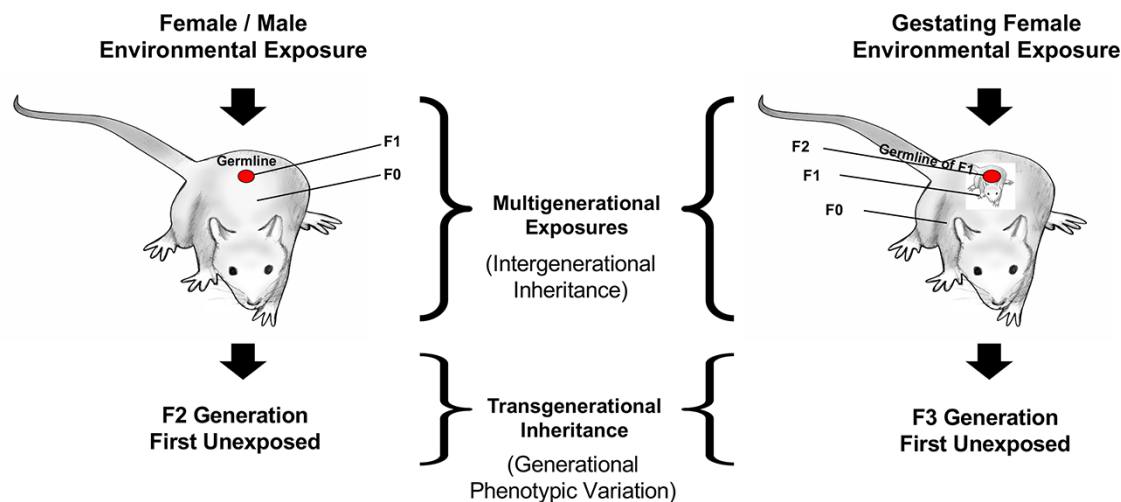 Female / Male
Environmental Exposure
Germline
F1
F0
F2 Generation
First Unexposed
Multigenerational
Exposures
(Intergenerational
Inheritance)
Transgenerational
Inheritance
(Generational
Phenotypic Variation)
Gestating Female
Environmental Exposure
Germline of F1
F2
F1
F0
F3 Generation
First Unexposed